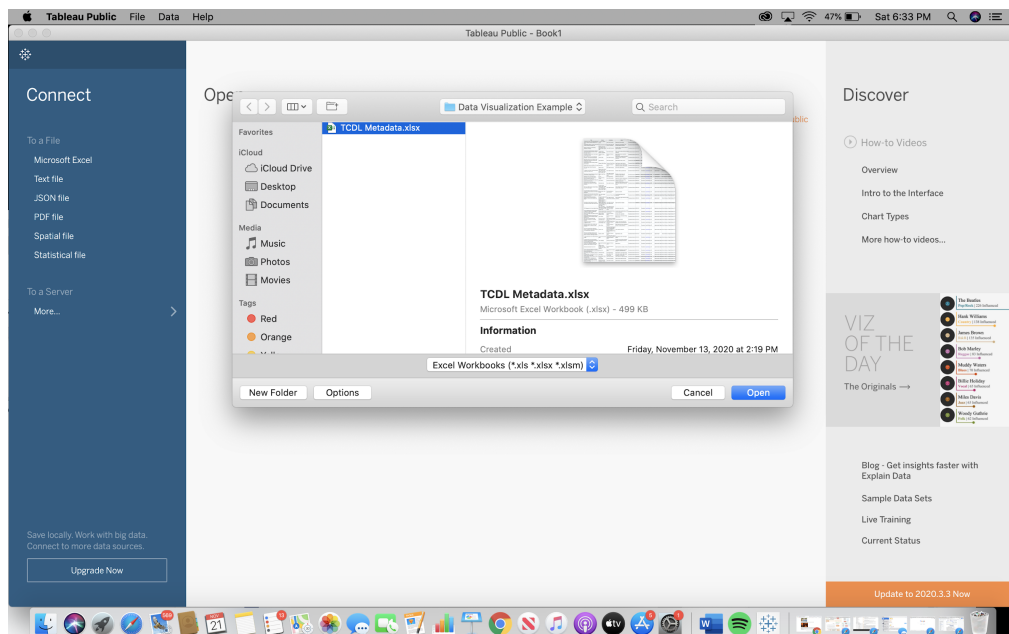 Tableau Public File Data Help
47% Sat 6:33 PM
Tableau Public - Book1
Connect
To a File
Microsoft Excel
Text file
JSON file
PDF file
Spatial file
Statistical file
To a Server
More...
Save locally. Work with big data.
Connect to more data sources.
Upgrade Now
Data Visualization Example
Search
Favorites
iCloud
iCloud Drive
Desktop
Documents
Media
Music
Photos
Movies
Tags
Red
Orange
TCDL Metadata.xlsx
TCDL Metadata.xlsx
Microsoft Excel Workbook (.xlsx) - 499 KB
Information
Created Friday, November 13, 2020 at 2:19 PM
Excel Workbooks (*.xls *.xlsx *.xlsm)
New Folder
Options
Cancel
Open
Discover
How-to Videos
Overview
Intro to the Interface
Chart Types
More how-to videos...
VIZ
OF THE
DAY
The Originals →
The Beatles
Hank Williams
James Brown
Bob Marley
Muddy Waters
Billie Holiday
Miles Davis
Woody Guthrie
Blog - Get insights faster with
Explain Data
Sample Data Sets
Live Training
Current Status
Update to 2020.3.3 Now
21
tv